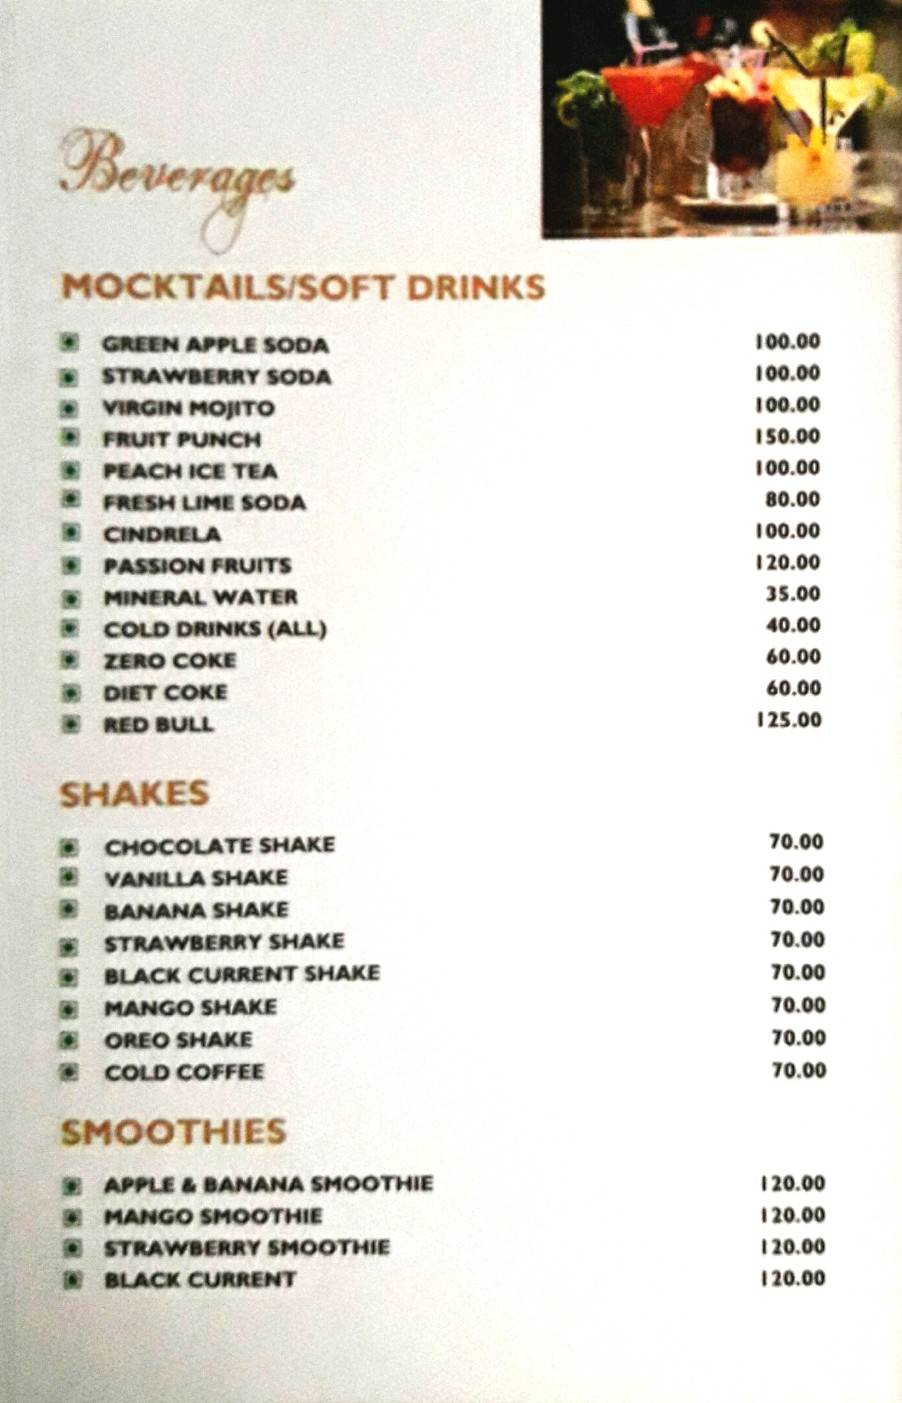 Beverages
MOCKTAILS/SOFT DRINKS
GREEN APPLE SODA 100.00
STRAWBERRY SODA 100.00
VIRGIN MOJITO 100.00
FRUIT PUNCH 150.00
PEACH ICE TEA 100.00
FRESH LIME SODA 80.00
CINDRELA 100.00
PASSION FRUITS 120.00
MINERAL WATER 35.00
COLD DRINKS (ALL) 40.00
ZERO COKE 60.00
DIET COKE 60.00
RED BULL 125.00
SHAKES
CHOCOLATE SHAKE 70.00
VANILLA SHAKE 70.00
BANANA SHAKE 70.00
STRAWBERRY SHAKE 70.00
BLACK CURRENT SHAKE 70.00
MANGO SHAKE 70.00
OREO SHAKE 70.00
COLD COFFEE 70.00
SMOOTHIES
APPLE & BANANA SMOOTHIE 120.00
MANGO SMOOTHIE 120.00
STRAWBERRY SMOOTHIE 120.00
BLACK CURRENT 120.00